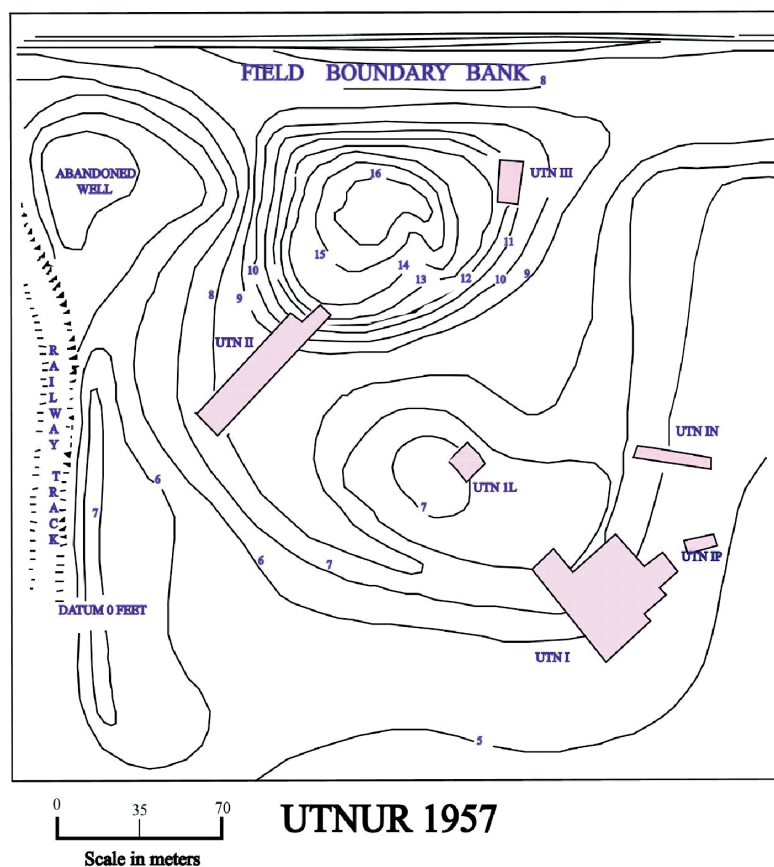 FIELD BOUNDARY BANK
8
ABANDONED
WELL
16
UTN III
15
14
13
12
11
10
9
10
9
8
UTN II
RAILWAY TRACK
6
7
UTN IN
UTN 1L
7
UTN IP
6
7
DATUM 0 FEET
UTN I
5
0 35 70
Scale in meters
UTNUR 1957